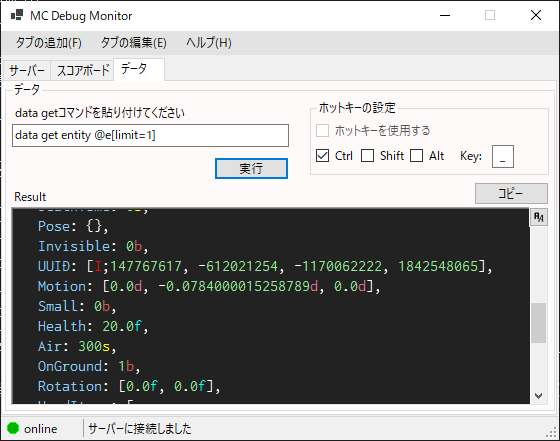 MC Debug Monitor
タブの追加(F) タブの編集(E) ヘルプ(H)
サーバー スコアボード データ
データ
data getコマンドを貼り付けてください
data get entity @e[limit=1]
実行
ホットキーの設定
ホットキーを使用する
Ctrl Shift Alt Key: _
コピー
Result
Pose: {},
Invisible: 0b,
UUID: [I;147767617, -612021254, -1170062222, 1842548065],
Motion: [0.0d, -0.0784000015258789d, 0.0d],
Small: 0b,
Health: 20.0f,
Air: 300s,
OnGround: 1b,
Rotation: [0.0f, 0.0f],
online サーバーに接続しました